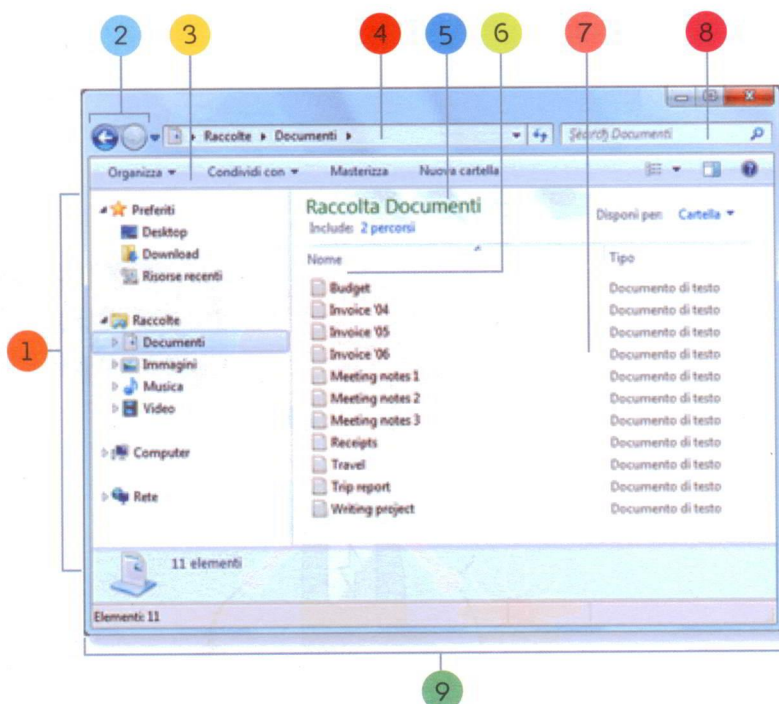 2 3 4 5 6 7 8
Raccolte Documenti Search Documenti
Organizza Condividi con Masterizza Nuova cartella
1
Preferiti
Desktop
Download
Risorse recenti
Raccolte
Documenti
Immagini
Musica
Video
Computer
Rete
Raccolta Documenti
Include: 2 percorsi
Disponi per: Cartella
Nome Tipo
Budget Documento di testo
Invoice '04 Documento di testo
Invoice '05 Documento di testo
Invoice '06 Documento di testo
Meeting notes 1 Documento di testo
Meeting notes 2 Documento di testo
Meeting notes 3 Documento di testo
Receipts Documento di testo
Travel Documento di testo
Trip report Documento di testo
Writing project Documento di testo
11 elementi
Elementi: 11
9